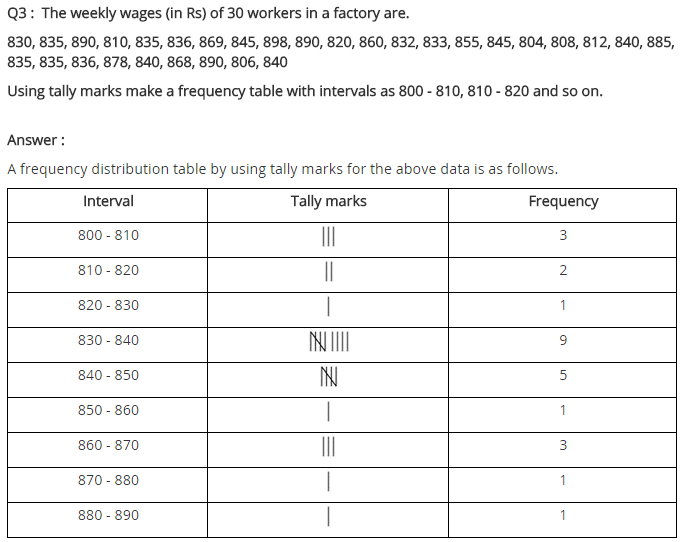 Q3 : The weekly wages (in Rs) of 30 workers in a factory are.
830, 835, 890, 810, 835, 836, 869, 845, 898, 890, 820, 860, 832, 833, 855, 845, 804, 808, 812, 840, 885,
835, 835, 836, 878, 840, 868, 890, 806, 840
Using tally marks make a frequency table with intervals as 800 - 810, 810 - 820 and so on.
Answer :
A frequency distribution table by using tally marks for the above data is as follows.
Interval Tally marks Frequency
800 - 810 ||| 3
810 - 820 || 2
820 - 830 | 1
830 - 840 |||| |||| 9
840 - 850 |||| 5
850 - 860 | 1
860 - 870 ||| 3
870 - 880 | 1
880 - 890 | 1